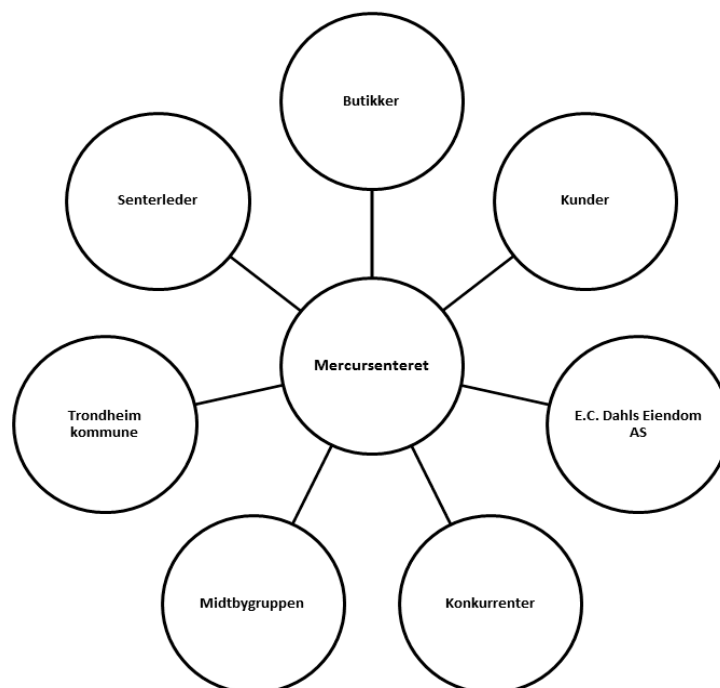 Butikker
Senterleder
Kunder
Mercursenteret
Trondheim
kommune
E.C. Dahls Eiendom
AS
Midtbygruppen
Konkurrenter